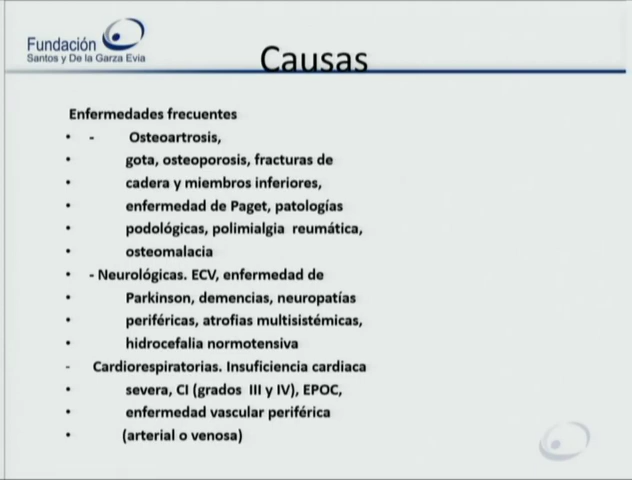 Fundación
Santos y De la Garza Evia
Causas
Enfermedades frecuentes
• - Osteoartrosis,
• gota, osteoporosis, fracturas de
• cadera y miembros inferiores,
• enfermedad de Paget, patologías
• podológicas, polimialgia reumática,
• osteomalacia
• - Neurológicas. ECV, enfermedad de
• Parkinson, demencias, neuropatías
• periféricas, atrofias multisistémicas,
• hidrocefalia normotensiva
- Cardiorespiratorias. Insuficiencia cardiaca
• severa, CI (grados III y IV), EPOC,
• enfermedad vascular periférica
• (arterial o venosa)